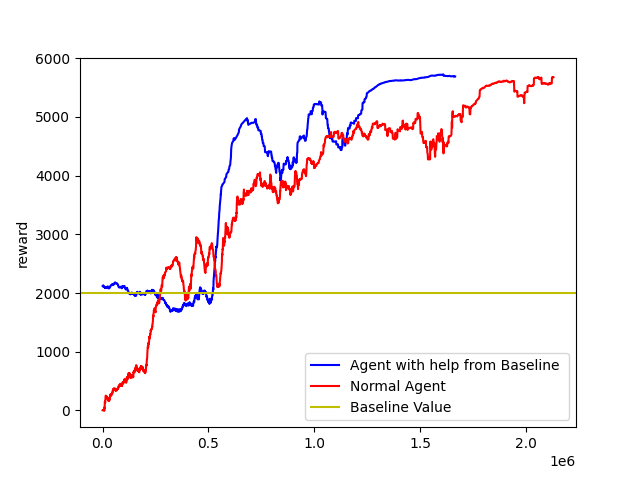 6000
5000
4000
3000
2000
1000
0
reward
0.0 0.5 1.0 1.5 2.0
1e6
Agent with help from Baseline
Normal Agent
Baseline Value